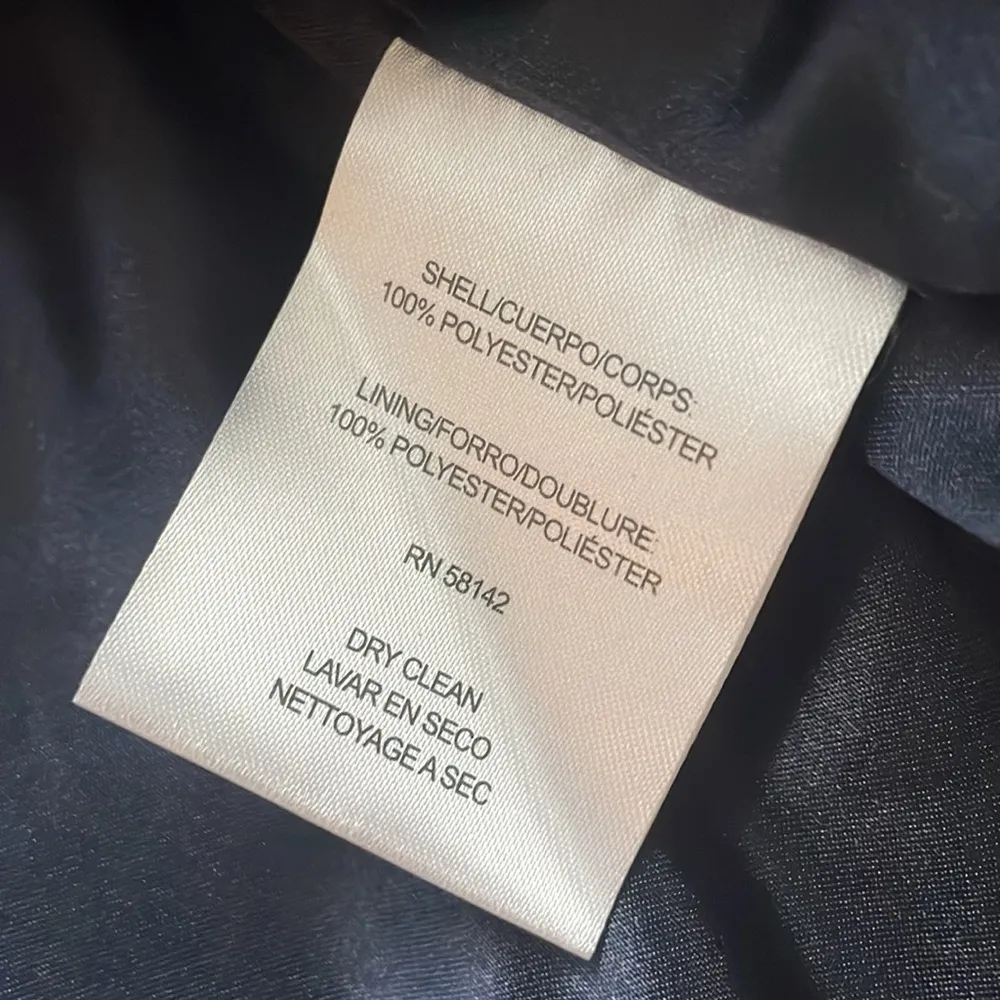 SHELL/CUERPO/CORPS:
100% POLYESTER/POLIÉSTER
LINING/FORRO/DOUBLURE:
100% POLYESTER/POLIÉSTER
RN 58142
DRY CLEAN
LAVAR EN SECO
NETTOYAGE A SEC